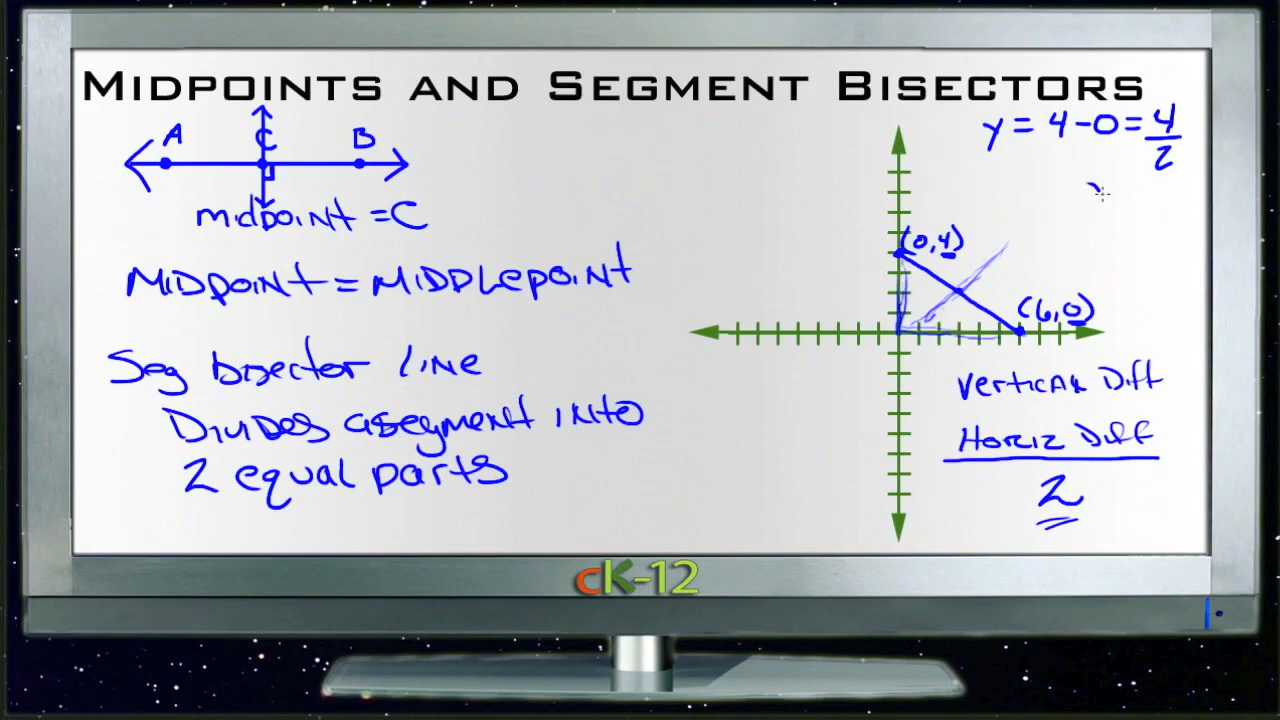 MIDPOINTS AND SEGMENT BISECTORS
A C B
midpoint = C
MIDPOINT = MIDDLEPOINT
Seg bisector line
Divides a segment into
2 equal parts
y = 4-0 = 4
2
(0,4)
(6,0)
Vertical Diff
Horiz Diff
2
cK-12